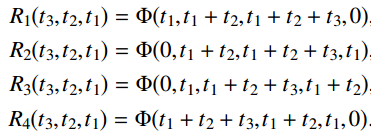 R₁(t₃,t₂,t₁) = Φ(t₁,t₁ + t₂,t₁ + t₂ + t₃,0),
R₂(t₃,t₂,t₁) = Φ(0,t₁ + t₂,t₁ + t₂ + t₃,t₁),
R₃(t₃,t₂,t₁) = Φ(0,t₁,t₁ + t₂ + t₃,t₁ + t₂),
R₄(t₃,t₂,t₁) = Φ(t₁ + t₂ + t₃,t₁ + t₂,t₁,0).